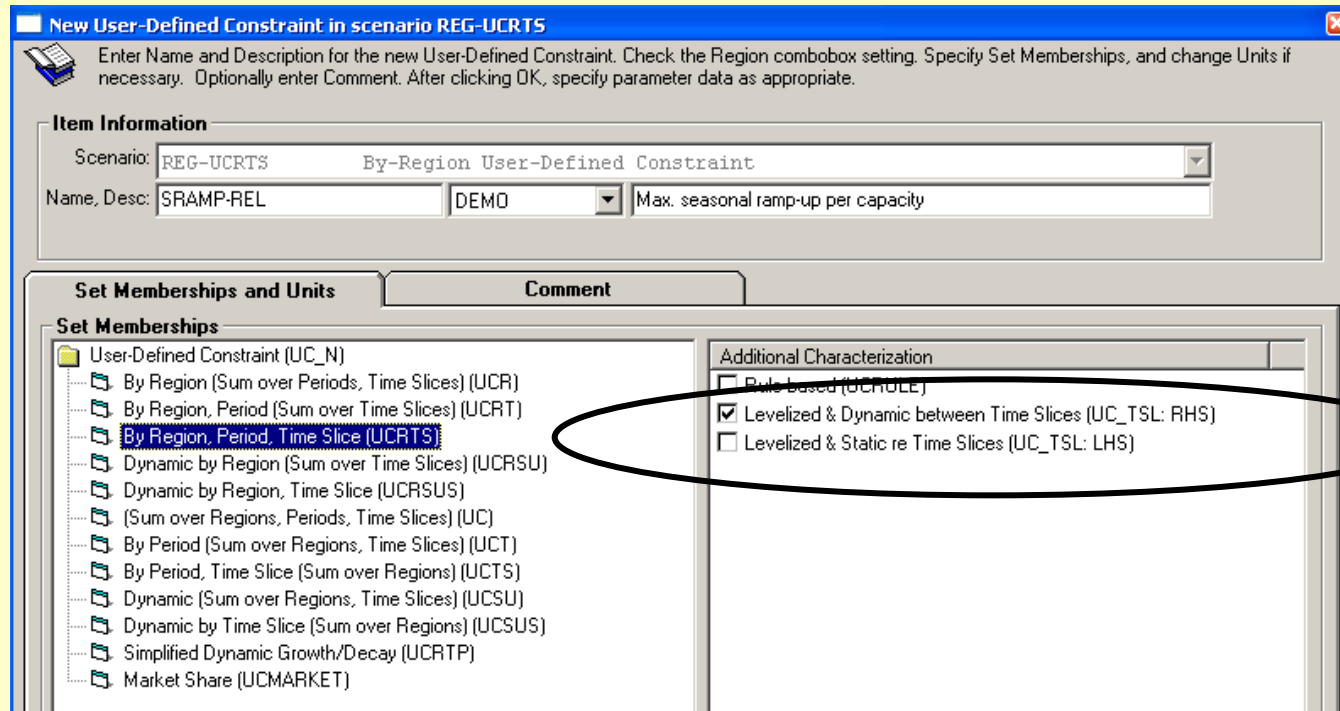 New User-Defined Constraint in scenario REG-UCRTS
Enter Name and Description for the new User-Defined Constraint. Check the Region combobox setting. Specify Set Memberships, and change Units if
necessary. Optionally enter Comment. After clicking OK, specify parameter data as appropriate.
Item Information
Scenario: REG-UCRTS By-Region User-Defined Constraint
Name, Desc: SRAMP-REL DEMO Max. seasonal ramp-up per capacity
Set Memberships and Units Comment
Set Memberships
User-Defined Constraint (UC_N)
By Region (Sum over Periods, Time Slices) (UCR)
By Region, Period (Sum over Time Slices) (UCRT)
By Region, Period, Time Slice (UCRTS)
Dynamic by Region (Sum over Time Slices) (UCRSU)
Dynamic by Region, Time Slice (UCRSUS)
(Sum over Regions, Periods, Time Slices) (UC)
By Period (Sum over Regions, Time Slices) (UCT)
By Period, Time Slice (Sum over Regions) (UCTS)
Dynamic (Sum over Regions, Time Slices) (UCSU)
Dynamic by Time Slice (Sum over Regions) (UCSUS)
Simplified Dynamic Growth/Decay (UCRTP)
Market Share (UCMARKET)
Additional Characterization
Rule based (UCRULE)
Levelized & Dynamic between Time Slices (UC_TSL: RHS)
Levelized & Static re Time Slices (UC_TSL: LHS)